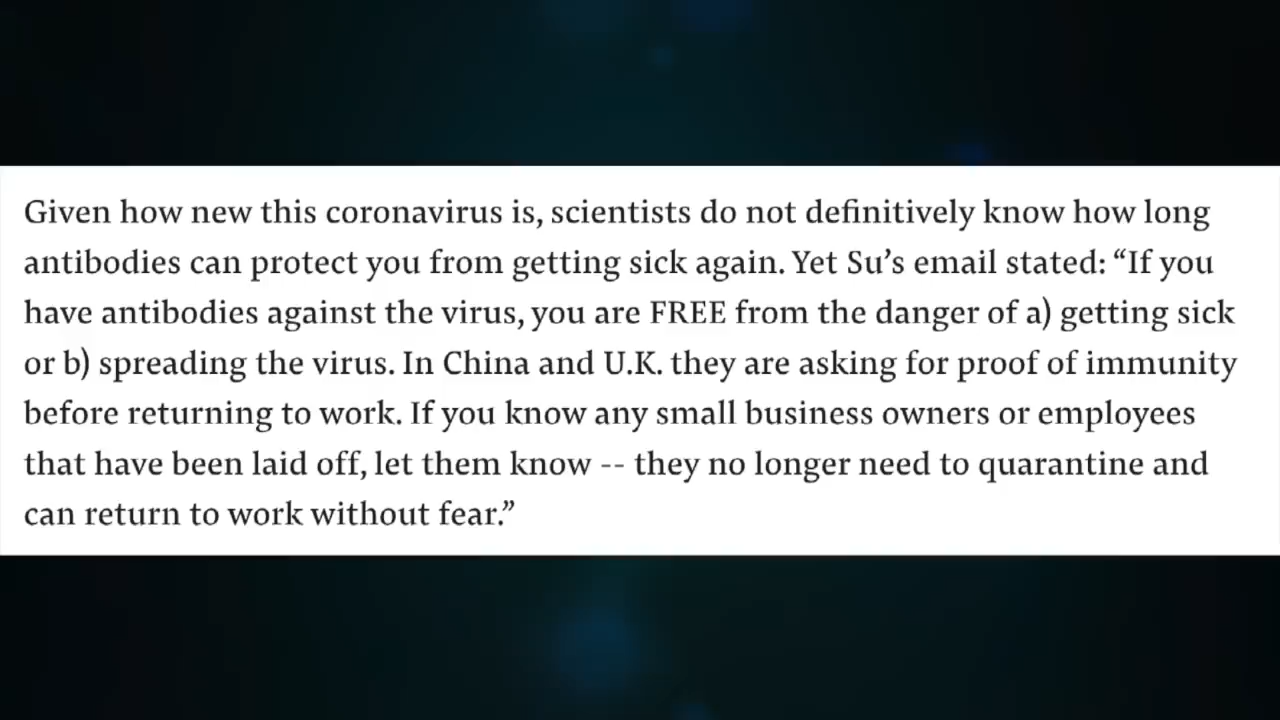 Given how new this coronavirus is, scientists do not definitively know how long
antibodies can protect you from getting sick again. Yet Su’s email stated: “If you
have antibodies against the virus, you are FREE from the danger of a) getting sick
or b) spreading the virus. In China and U.K. they are asking for proof of immunity
before returning to work. If you know any small business owners or employees
that have been laid off, let them know -- they no longer need to quarantine and
can return to work without fear.”